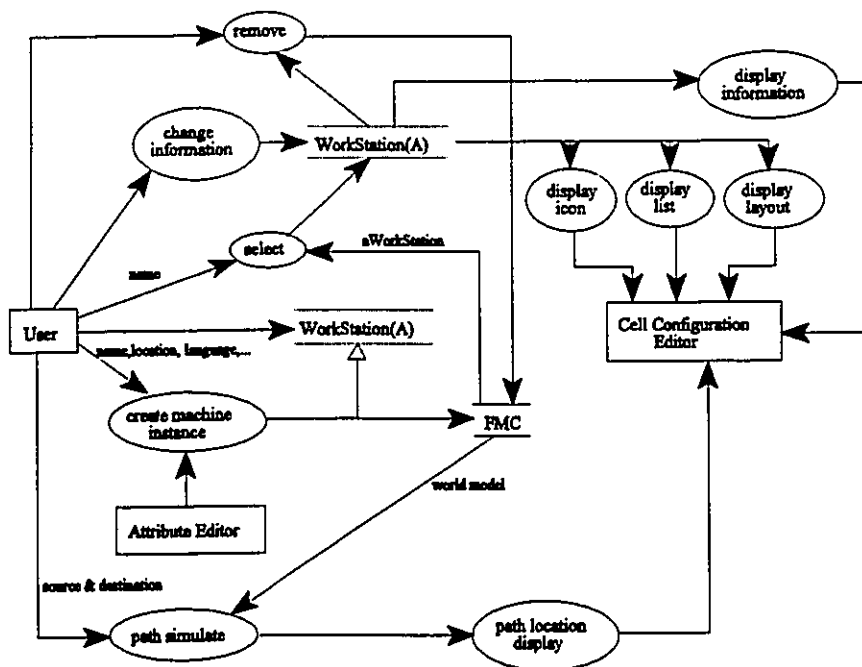 remove
display
information
change
information
WorkStation(A)
display
icon
display
list
display
layout
select
aWorkStation
name
User
WorkStation(A)
Cell Configuration
Editor
name,location, language,...
create machine
instance
FMC
world model
Attribute Editor
source & destination
path simulate
path location
display